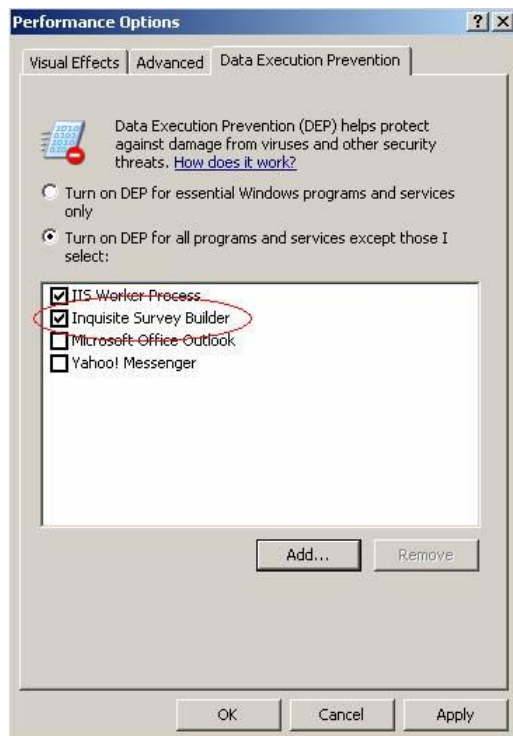 Performance Options
Visual Effects
Advanced
Data Execution Prevention
Data Execution Prevention (DEP) helps protect
against damage from viruses and other security
threats. How does it work?
Turn on DEP for essential Windows programs and services
only
Turn on DEP for all programs and services except those I
select:
IIS Worker Process
Inquisite Survey Builder
Microsoft Office Outlook
Yahoo! Messenger
Add...
Remove
OK
Cancel
Apply